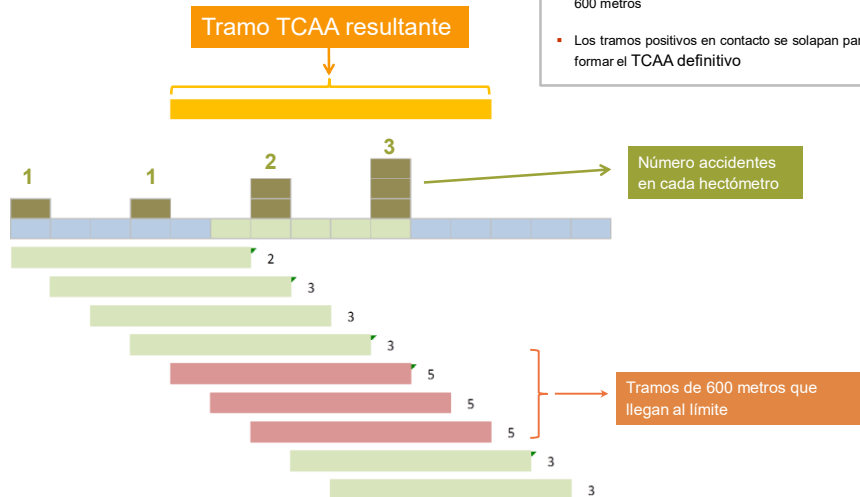 600 metros
Tramo TCAA resultante
▪ Los tramos positivos en contacto se solapan par
formar el TCAA definitivo
3
2
1
1
Número accidentes
en cada hectómetro
2
3
3
3
5
5
5
3
3
Tramos de 600 metros que
llegan al límite